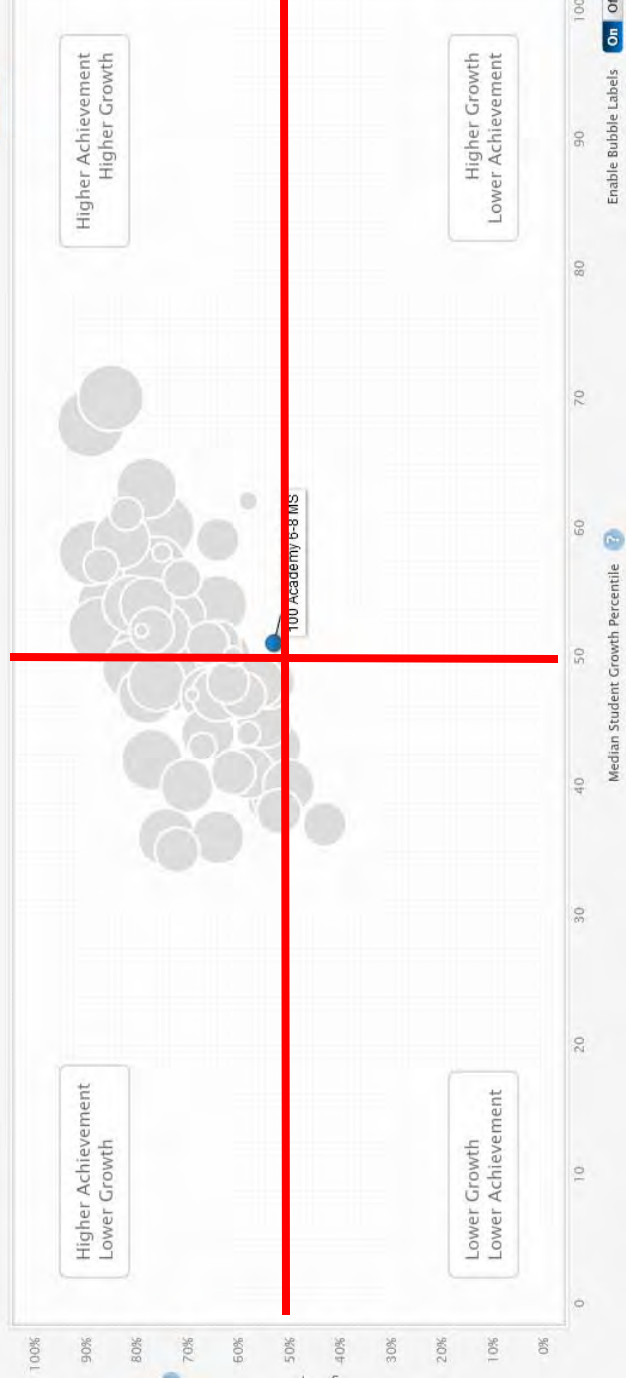 Higher Achievement
Lower Growth
Higher Achievement
Higher Growth
100 Academy 6-8 MS
Lower Growth
Lower Achievement
Higher Growth
Lower Achievement
100%
90%
80%
70%
60%
50%
40%
30%
20%
10%
0%
0
10
20
30
40
50
60
70
80
90
100
Median Student Growth Percentile ?
Enable Bubble Labels On